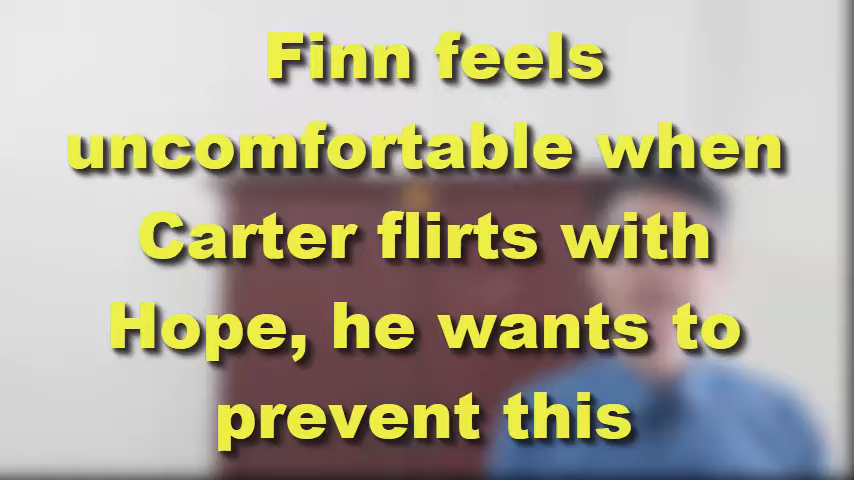 Finn feels
uncomfortable when
Carter flirts with
Hope, he wants to
prevent this